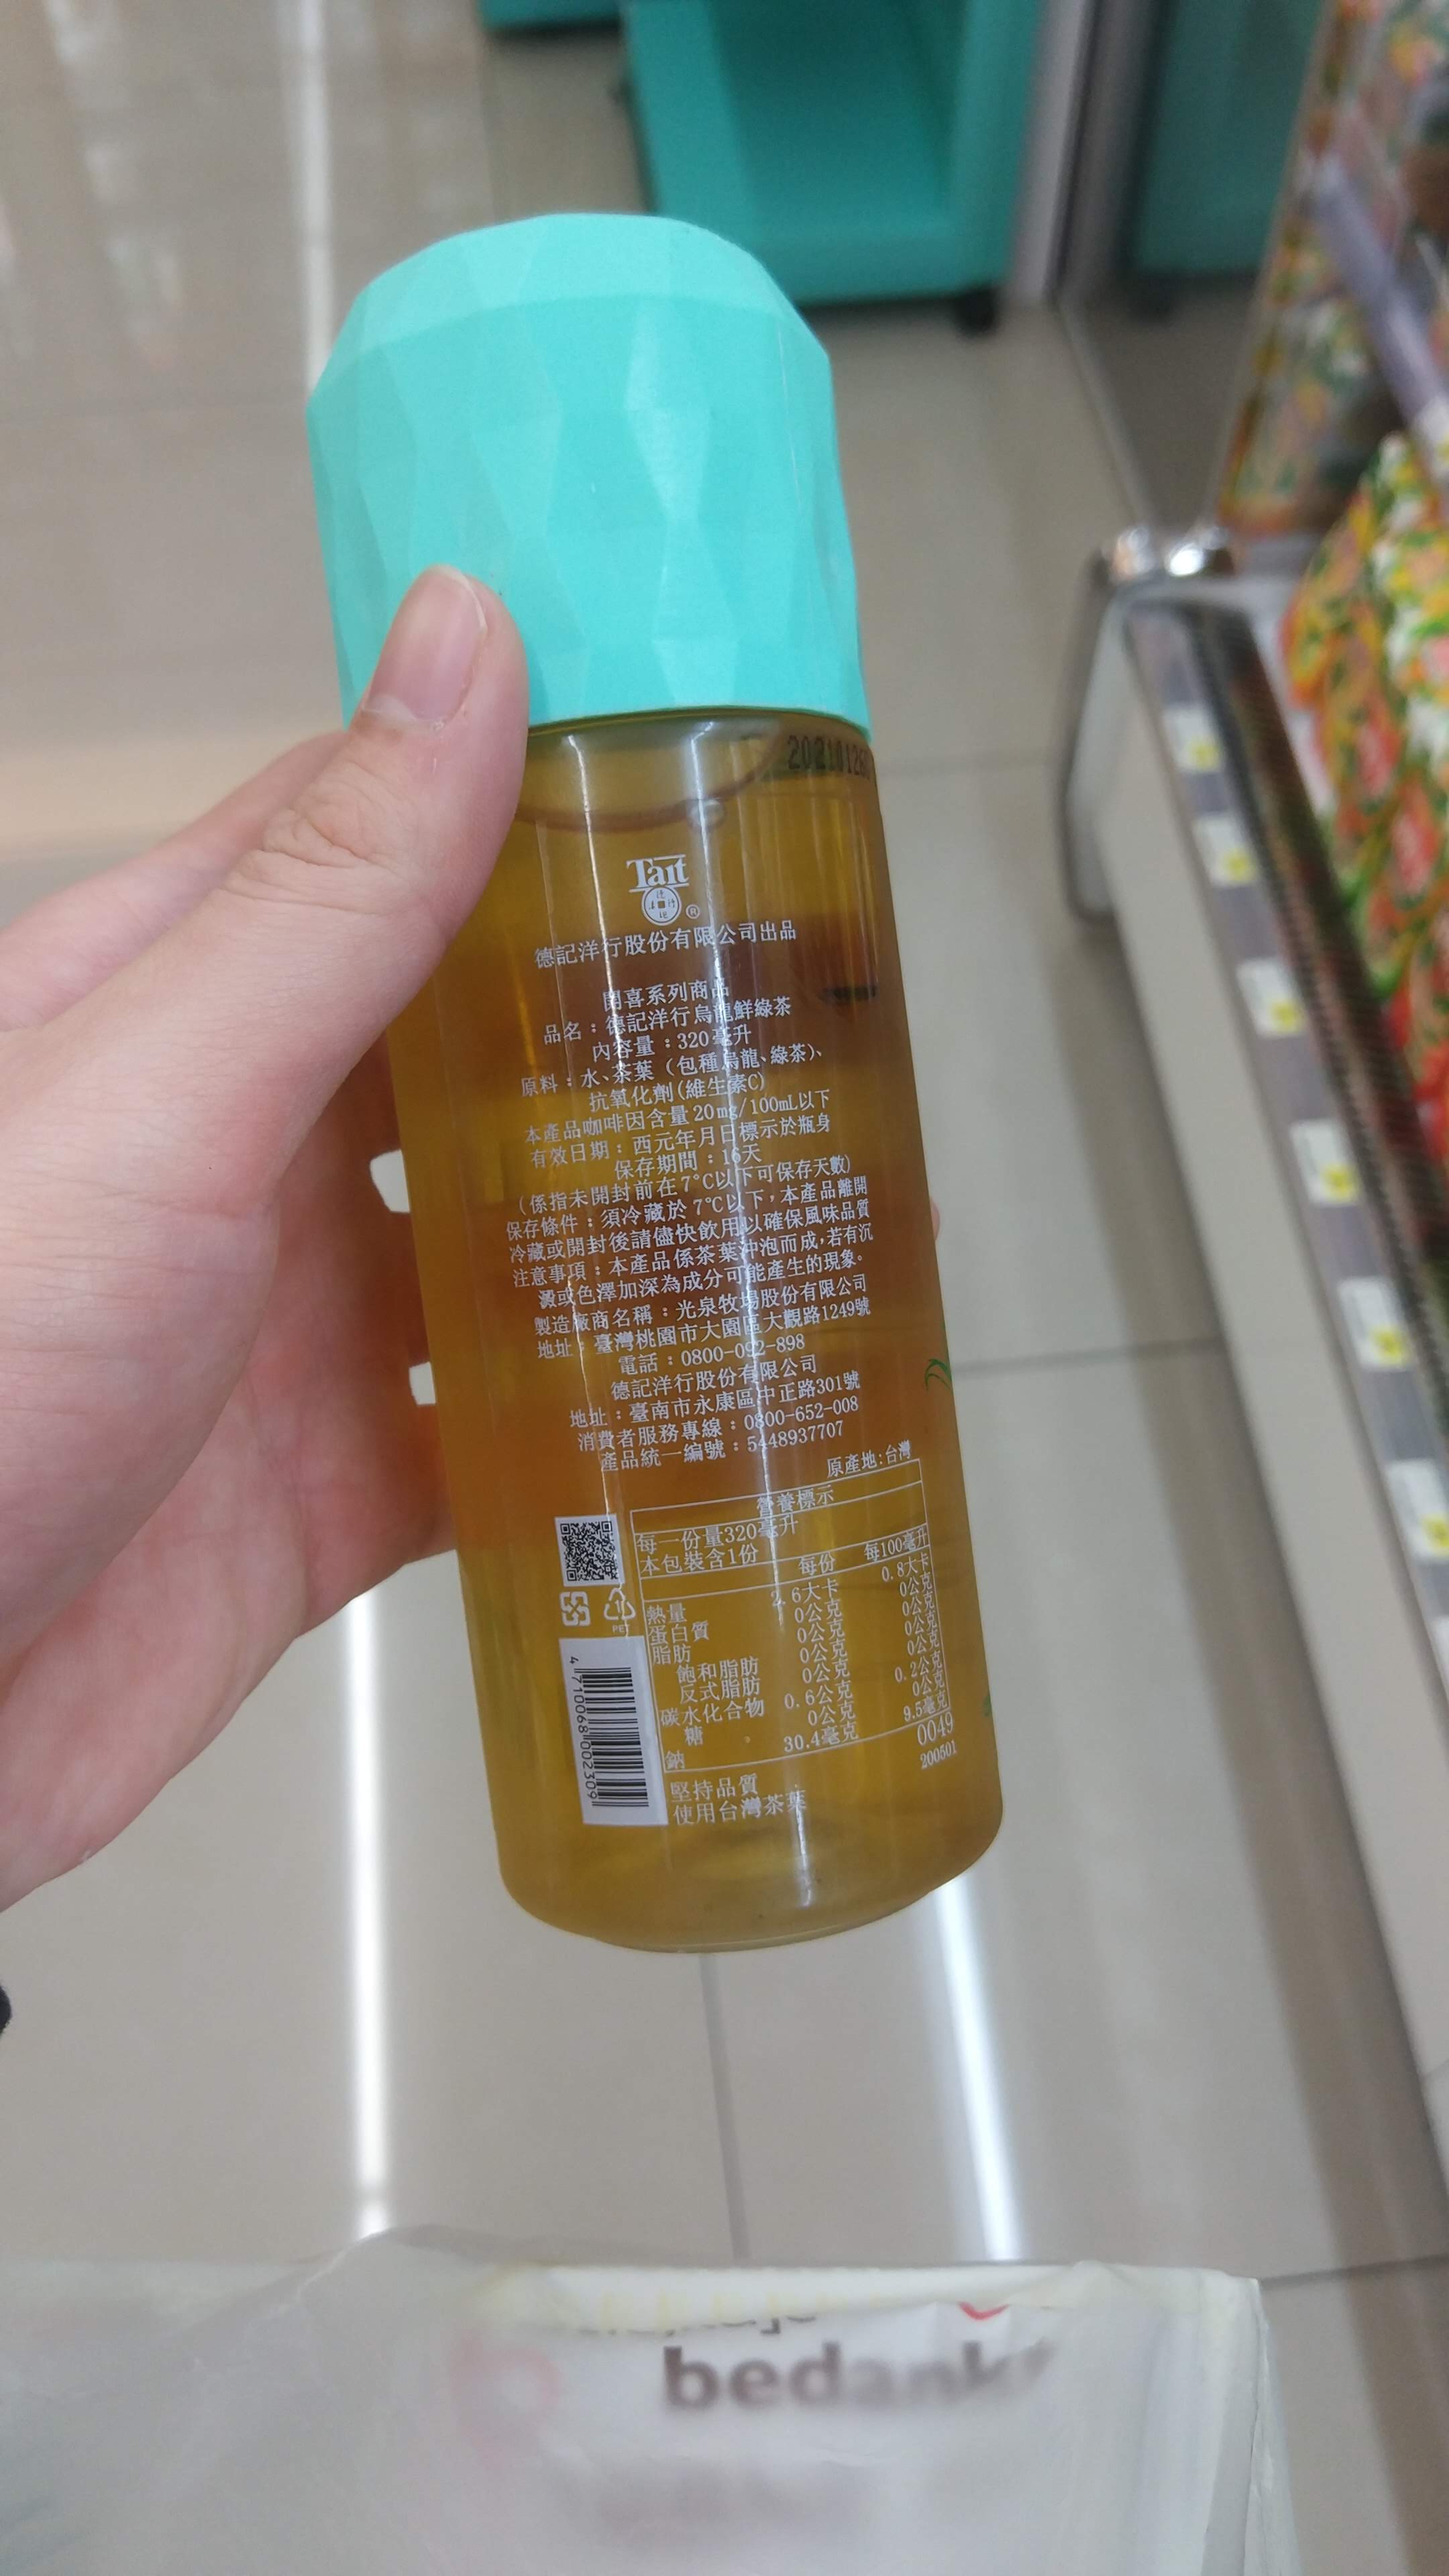 20210126
Tait
®
德記洋行股份有限公司出品
開喜系列商品
品名：德記洋行烏龍鮮綠茶
內容量：320毫升
原料：水、茶葉（包種烏龍、綠茶）、
抗氧化劑(維生素C)
本產品咖啡因含量20mg/100mL以下
有效日期：西元年月日標示於瓶身
保存期間：16天
(係指未開封前在7°C以下可保存天數)
保存條件：須冷藏於7°C以下，本產品離開
冷藏或開封後請儘快飲用以確保風味品質
注意事項：本產品係茶葉沖泡而成，若有沉
澱或色澤加深為成分可能產生的現象。
製造廠商名稱：光泉牧場股份有限公司
地址：臺灣桃園市大園區大觀路1249號
電話：0800-092-898
德記洋行股份有限公司
地址：臺南市永康區中正路301號
消費者服務專線：0800-652-008
產品統一編號：5448937707
原產地:台灣
營養標示
每一份量320毫升
本包裝含1份
每份 每100毫升
熱量 2.6大卡 0.8大卡
蛋白質 0公克 0公克
脂肪 0公克 0公克
飽和脂肪 0公克 0公克
反式脂肪 0公克 0公克
碳水化合物 0.6公克 0.2公克
糖 0公克 0公克
鈉 30.4毫克 9.5毫克
0049
200501
PET
4 710068 002309
堅持品質
使用台灣茶葉
bedankt